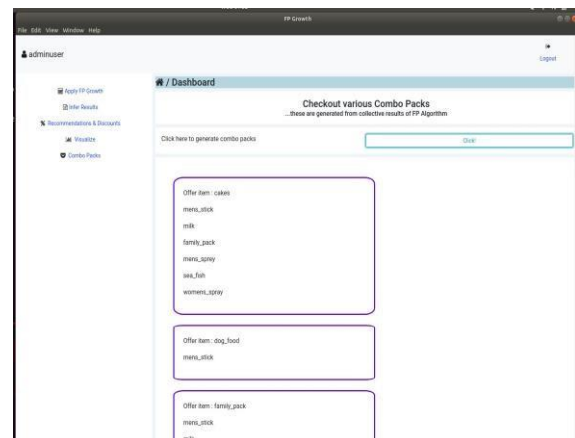 FP Growth
File Edit View Window Help
adminuser
Logout
/ Dashboard
Apply FP Growth
Infer Results
Recommendations & Discounts
Visualize
Combo Packs
Checkout various Combo Packs
...these are generated from collective results of FP Algorithm
Click here to generate combo packs
Click!
Offer item : cakes
mens_stick
milk
family_pack
mens_sprey
sea_fish
womens_spray
Offer item : dog_food
mens_stick
Offer item : family_pack
mens_stick
milk